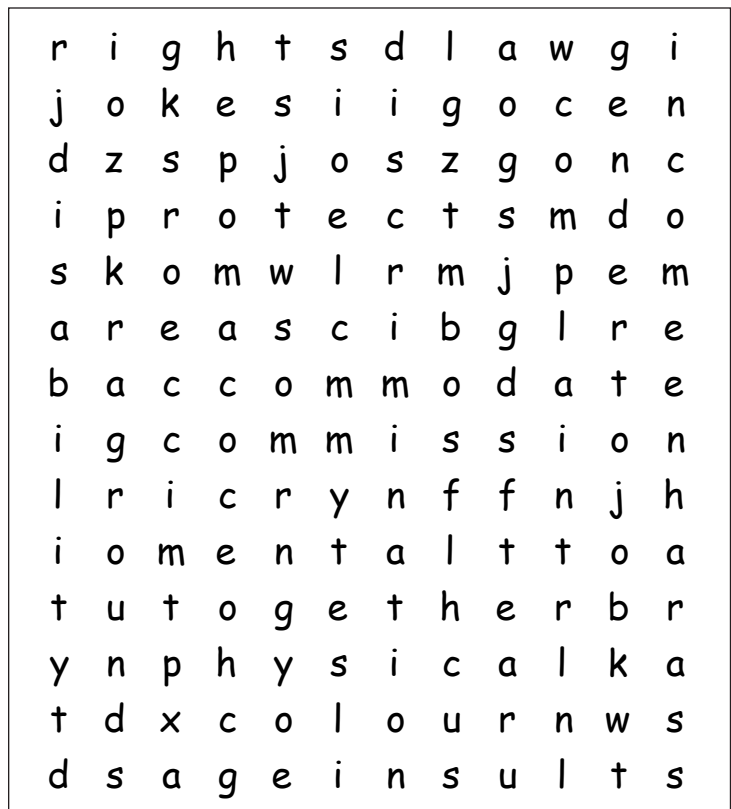 r i g h t s d l a w g i
j o k e s i i g o c e n
d z s p j o s z g o n c
i p r o t e c t s m d o
s k o m w l r m j p e m
a r e a s c i b g l r e
b a c c o m m o d a t e
i g c o m m i s s i o n
l r i c r y n f f n j h
i o m e n t a l t t o a
t u t o g e t h e r b r
y n p h y s i c a l k a
t d x c o l o u r n w s
d s a g e i n s u l t s